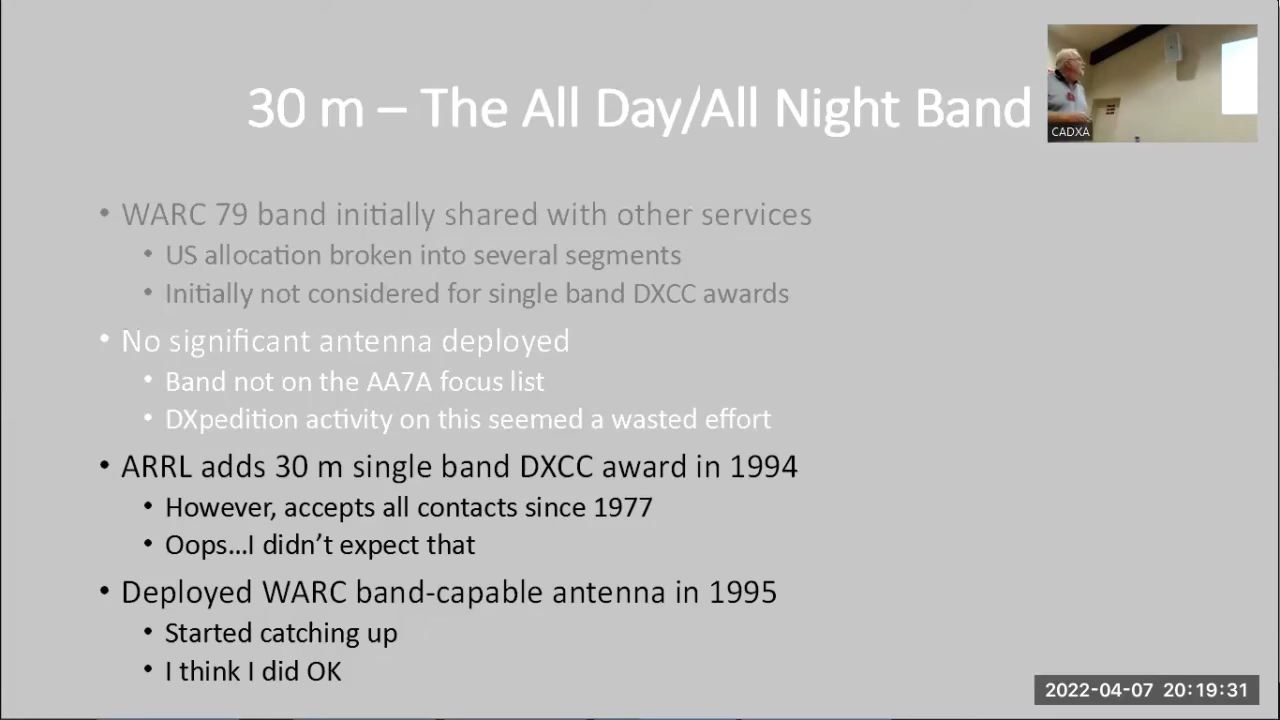 30 m – The All Day/All Night Band
CADXA
• WARC 79 band initially shared with other services
• US allocation broken into several segments
• Initially not considered for single band DXCC awards
• No significant antenna deployed
• Band not on the AA7A focus list
• DXpedition activity on this seemed a wasted effort
• ARRL adds 30 m single band DXCC award in 1994
• However, accepts all contacts since 1977
• Oops…I didn’t expect that
• Deployed WARC band-capable antenna in 1995
• Started catching up
• I think I did OK
2022-04-07 20:19:31